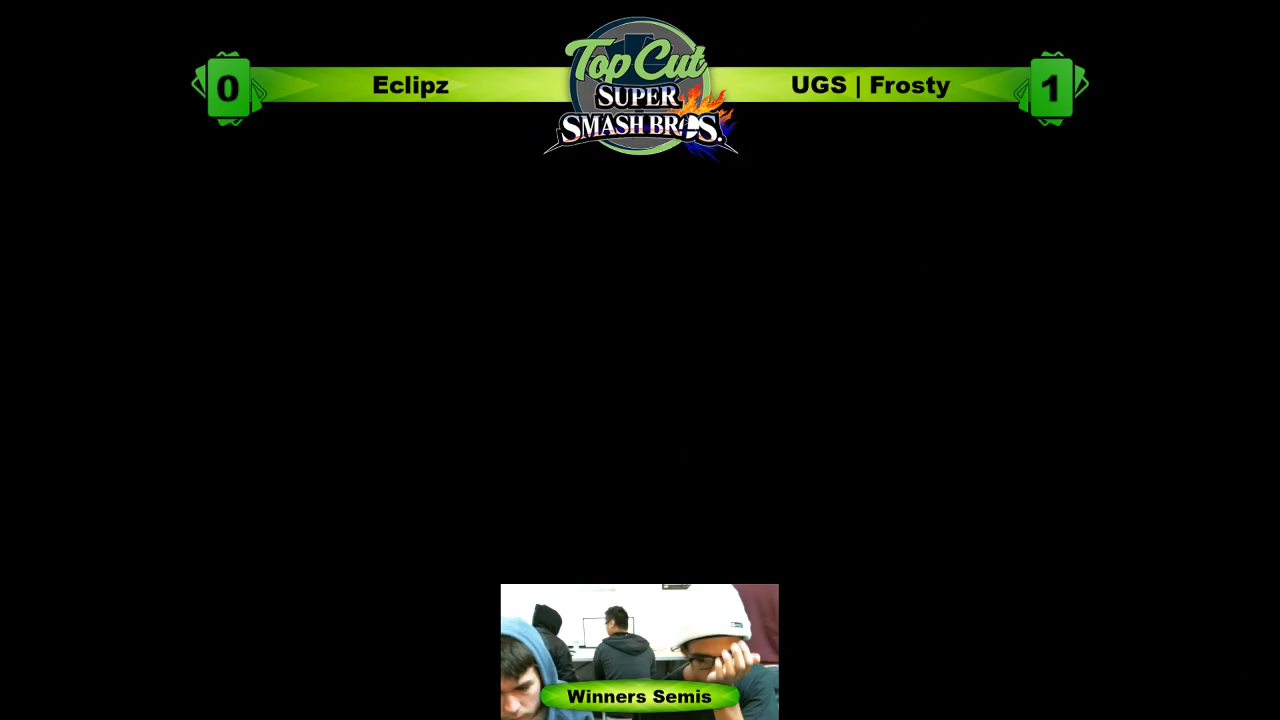 0
Eclipz
Top Cut
SUPER
SMASH BROS.
UGS | Frosty
1
Winners Semis